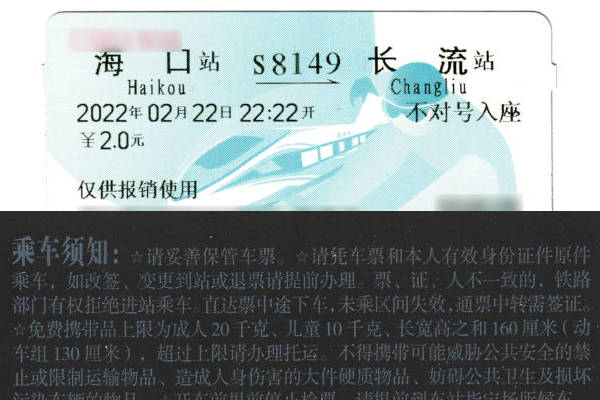 海 口站 S8149 长 流站
Haikou Changliu
2022年02月22日 22:22开 不对号入座
￥2.0元
仅供报销使用
乘车须知：☆请妥善保管车票。☆请凭车票和本人有效身份证件原件
乘车，如改签、变更到站或退票请提前办理。票、证、人不一致的，铁路
部门有权拒绝进站乘车。直达票中途下车，未乘区间失效，通票中转需签证。
☆免费携带品上限为成人20千克、儿童10千克、长宽高之和160厘米（动
车组130厘米），超过上限请办理托运。不得携带可能威胁公共安全的禁
止或限制运输物品、造成人身伤害的大件硬质物品、妨碍公共卫生及损坏